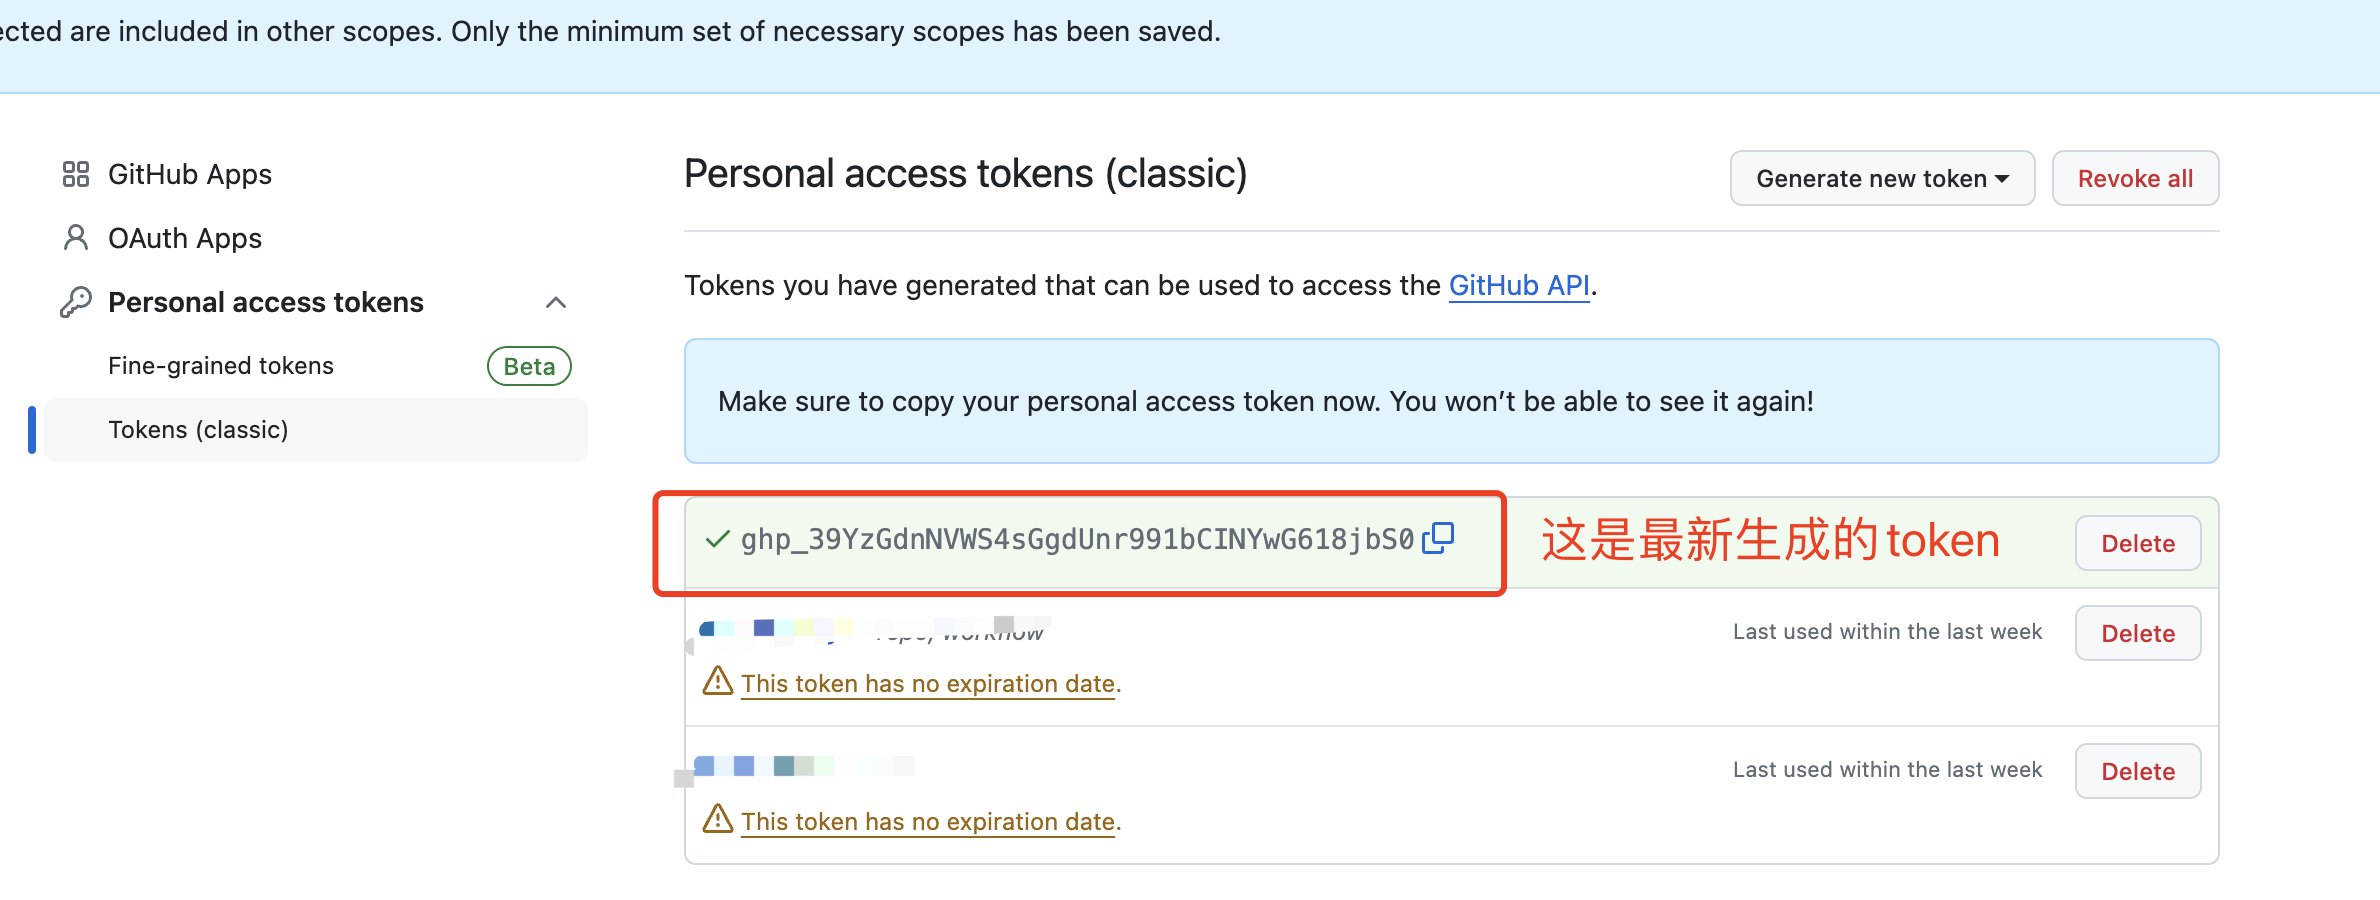 ected are included in other scopes. Only the minimum set of necessary scopes has been saved.
GitHub Apps
OAuth Apps
Personal access tokens
Fine-grained tokens Beta
Tokens (classic)
Personal access tokens (classic)
Generate new token
Revoke all
Tokens you have generated that can be used to access the GitHub API.
Make sure to copy your personal access token now. You won’t be able to see it again!
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 这是最新生成的token Delete
Last used within the last week Delete
This token has no expiration date.
Last used within the last week Delete
This token has no expiration date.